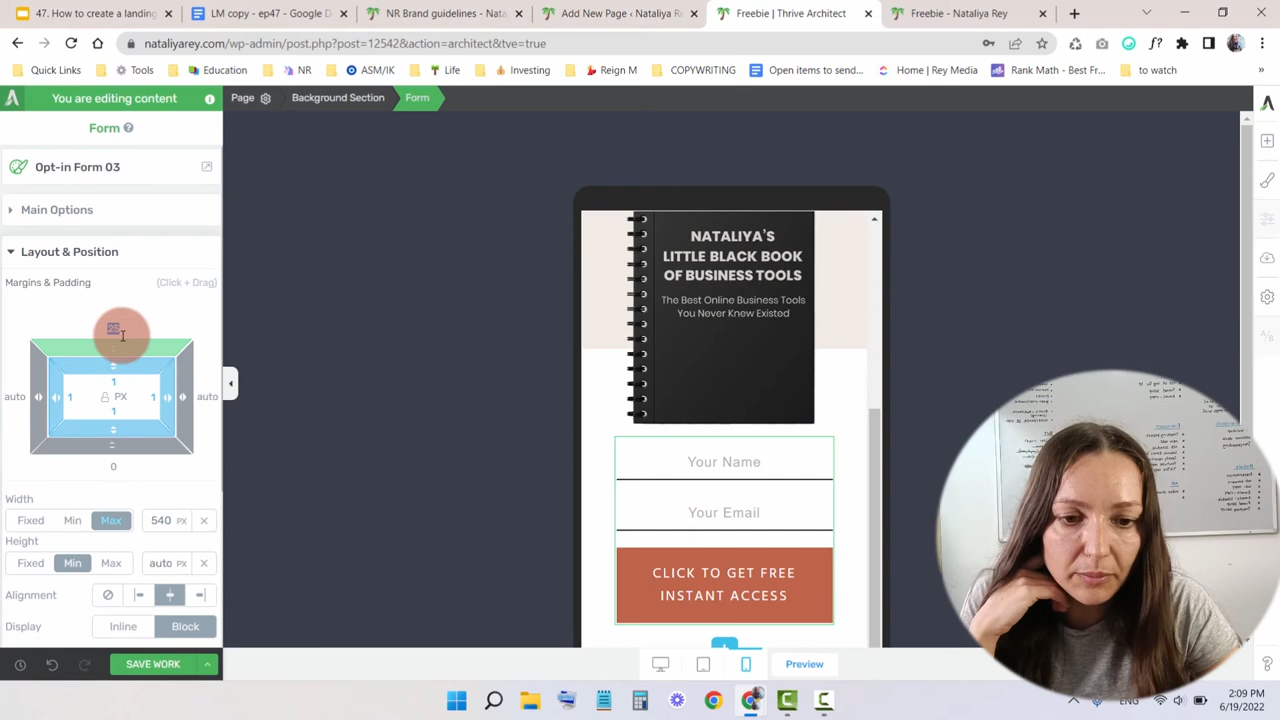 47. How to create a landing
LM copy - ep47
NR Brand guidelines - natal
Add New Page ‹ Nataliya R
Freebie | Thrive Architect
Freebie - Nataliya Rey
nataliyarey.com/wp-admin/post.php?post=12542&action=architect&tve=true
Quick Links
Tools
Education
NR
ASM/IK
Life
Investing
Reign M
COPYWRITING
Open items to send...
Home | Rey Media
Rank Math - Best Fr...
to watch
You are editing content
Page
Background Section
Form
Form
Opt-in Form 03
Main Options
Layout & Position
Margins & Padding
(Click + Drag)
25
1
auto
1
PX
1
auto
1
0
Width
Fixed
Min
Max
540 PX
Height
Fixed
Min
Max
auto PX
Alignment
Display
Inline
Block
SAVE WORK
NATALIYA'S
LITTLE BLACK BOOK
OF BUSINESS TOOLS
The Best Online Business Tools
You Never Knew Existed
Your Name
Your Email
CLICK TO GET FREE
INSTANT ACCESS
Preview
ENG
2:09 PM
6/19/2022